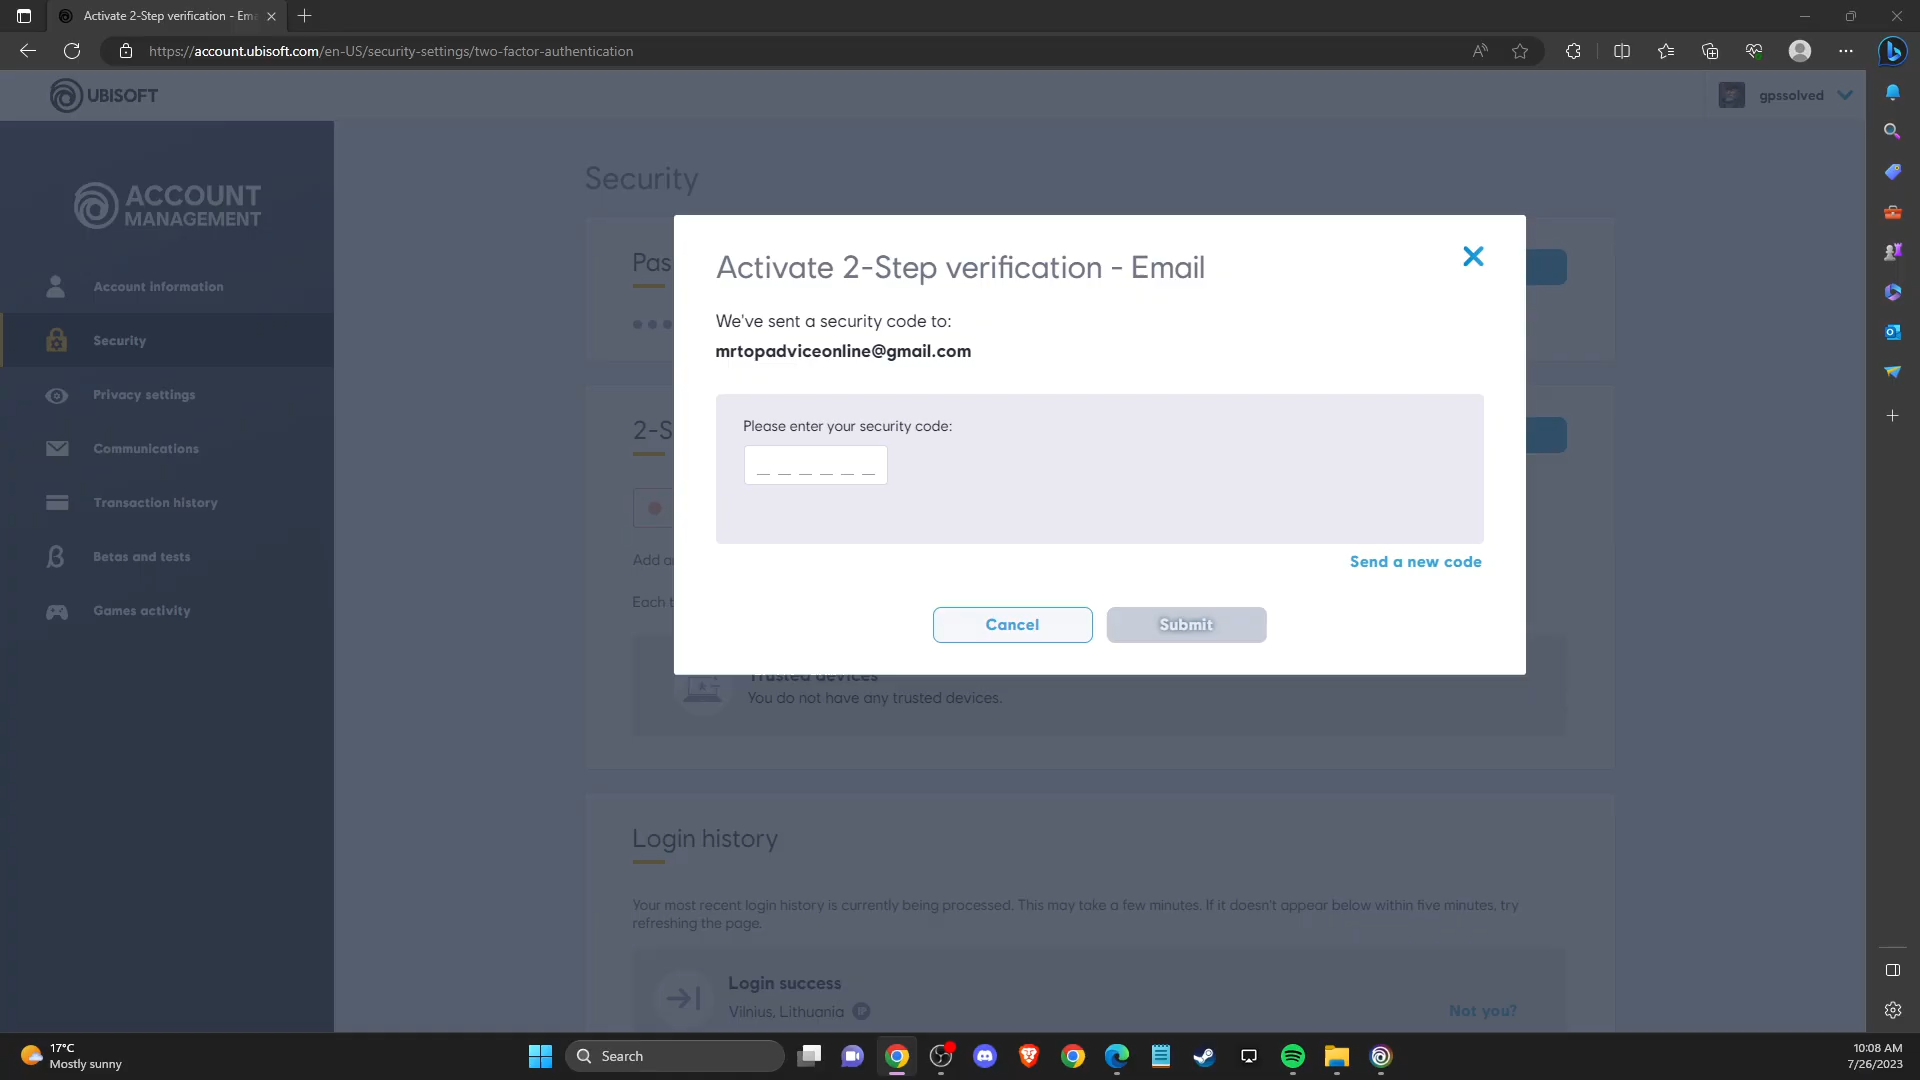 Activate 2-Step verification - Ema
https://account.ubisoft.com/en-US/security-settings/two-factor-authentication
UBISOFT
gpssolved
ACCOUNT
MANAGEMENT
Account information
Security
Privacy settings
Communications
Transaction history
Betas and tests
Games activity
Security
Pas
2-S
Add a
Each t
Activate 2-Step verification - Email
We've sent a security code to:
mrtopadviceonline@gmail.com
Please enter your security code:
Send a new code
Cancel
Submit
Trusted devices
You do not have any trusted devices.
Login history
Your most recent login history is currently being processed. This may take a few minutes. If it doesn't appear below within five minutes, try
refreshing the page.
Login success
Vilnius, Lithuania P
Not you?
17°C
Mostly sunny
Search
10:08 AM
7/26/2023